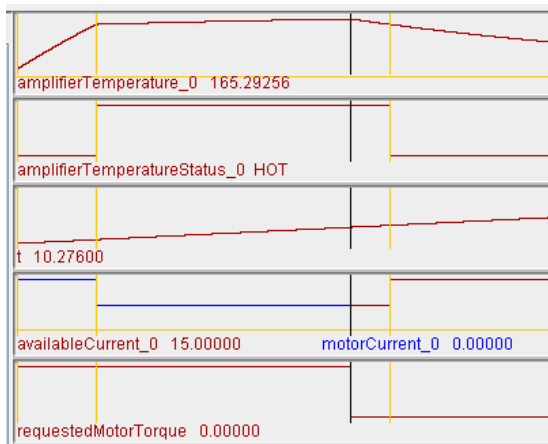 amplifierTemperature_0 165.29256
amplifierTemperatureStatus_0 HOT
t 10.27600
availableCurrent_0 15.00000 motorCurrent_0 0.00000
requestedMotorTorque 0.00000